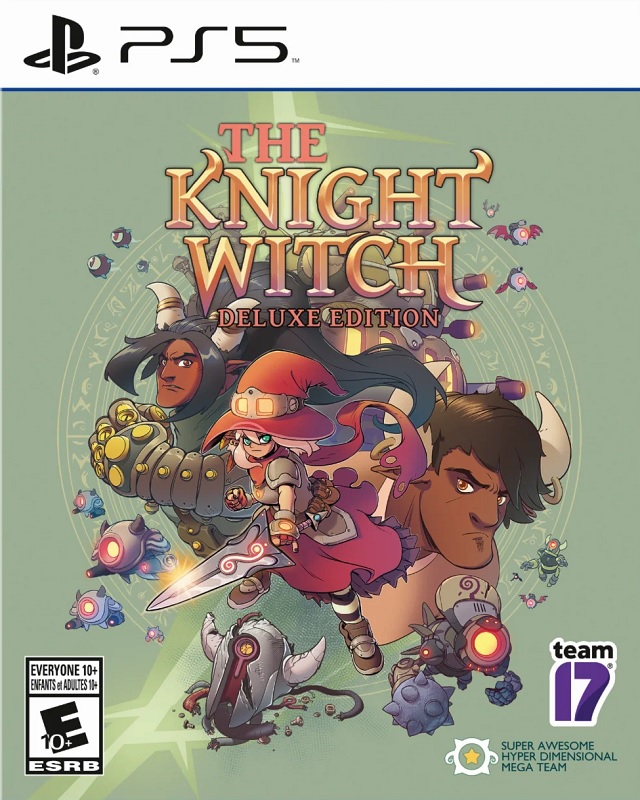 PS5
THE
KNIGHT
WITCH
DELUXE EDITION
EVERYONE 10+
ENFANTS et ADULTES 10+
E
10+
ESRB
team
17
SUPER AWESOME
HYPER DIMENSIONAL
MEGA TEAM